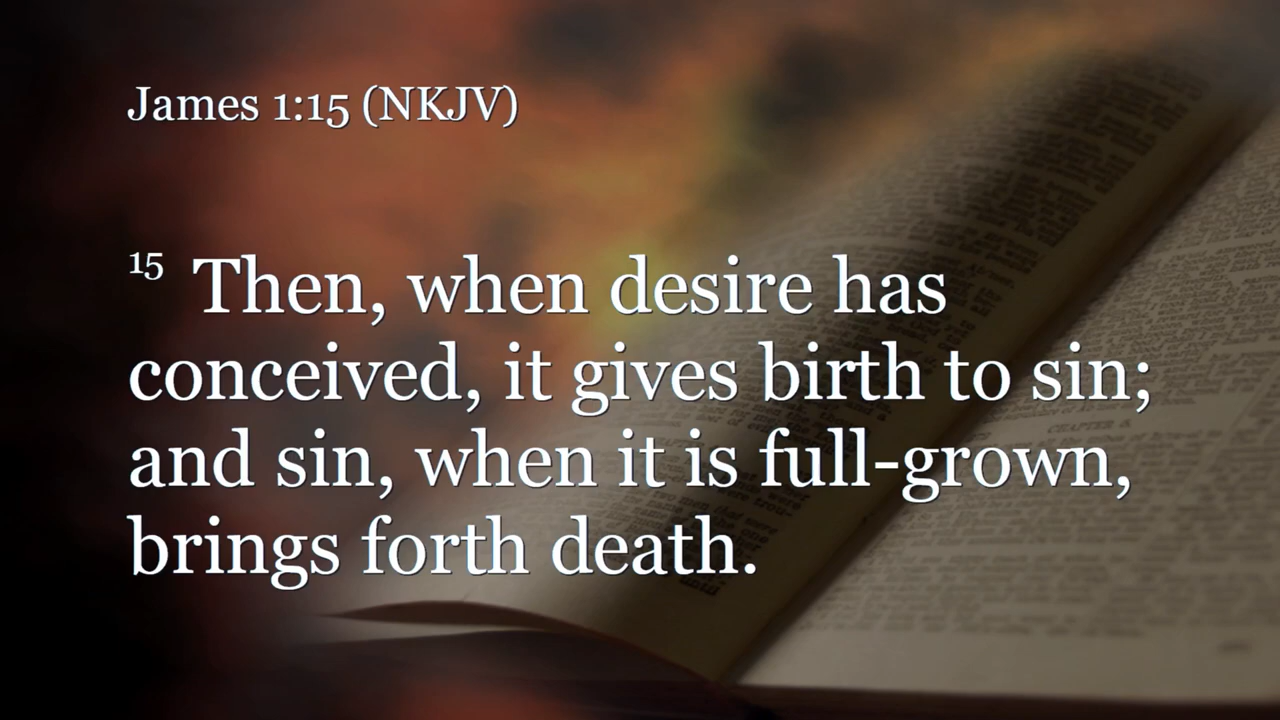 James 1:15 (NKJV)
15 Then, when desire has
conceived, it gives birth to sin;
and sin, when it is full-grown,
brings forth death.